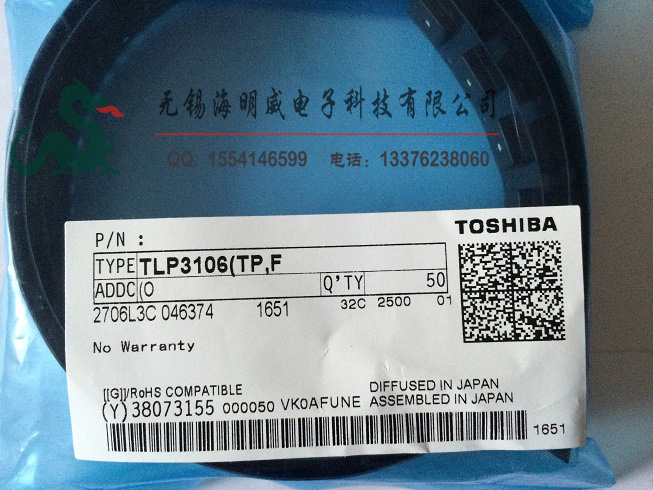 无锡海明威电子科技有限公司
QQ: 1554146599 电话: 13376238060
TOSHIBA
P/N :
TYPE TLP3106(TP,F
ADDC (O Q'TY 50
2706L3C 046374 1651 32C 2500 01
No Warranty
[[G]]/RoHS COMPATIBLE DIFFUSED IN JAPAN
(Y)38073155 000050 VK0AFUNE ASSEMBLED IN JAPAN
1651